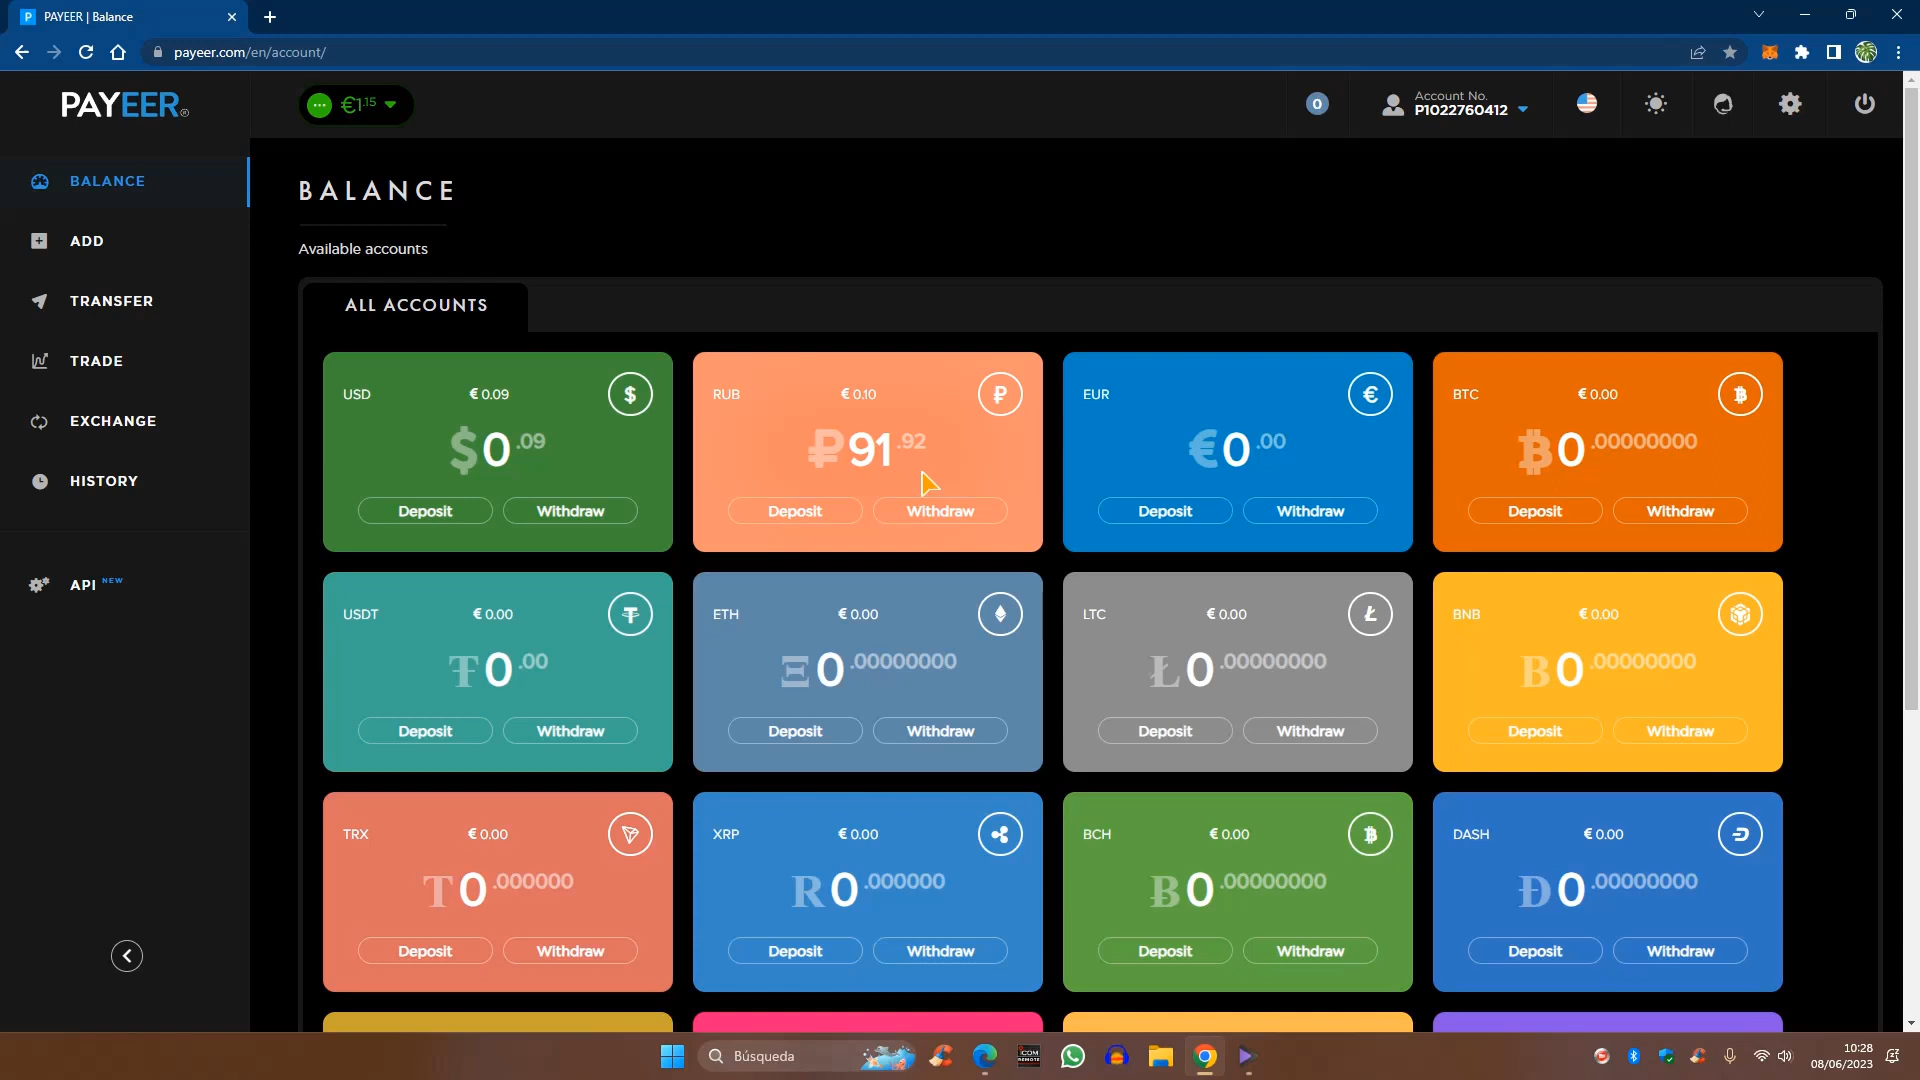 PAYEER | Balance
payeer.com/en/account/
PAYEER®
€1.15
0
Account No.
P1022760412
BALANCE
ADD
TRANSFER
TRADE
EXCHANGE
HISTORY
API NEW
BALANCE
Available accounts
ALL ACCOUNTS
USD € 0.09 $
$0.09
Deposit Withdraw
RUB € 0.10 ₽
₽91.92
Deposit Withdraw
EUR €
€0.00
Deposit Withdraw
BTC € 0.00
₿0.00000000
Deposit Withdraw
USDT € 0.00
₮0.00
Deposit Withdraw
ETH € 0.00
Ξ0.00000000
Deposit Withdraw
LTC € 0.00 Ł
Ł0.00000000
Deposit Withdraw
BNB € 0.00
B0.00000000
Deposit Withdraw
TRX € 0.00
T0.000000
Deposit Withdraw
XRP € 0.00
R0.000000
Deposit Withdraw
BCH € 0.00
Ƀ0.00000000
Deposit Withdraw
DASH € 0.00
Đ0.00000000
Deposit Withdraw
Búsqueda
10:28
08/06/2023